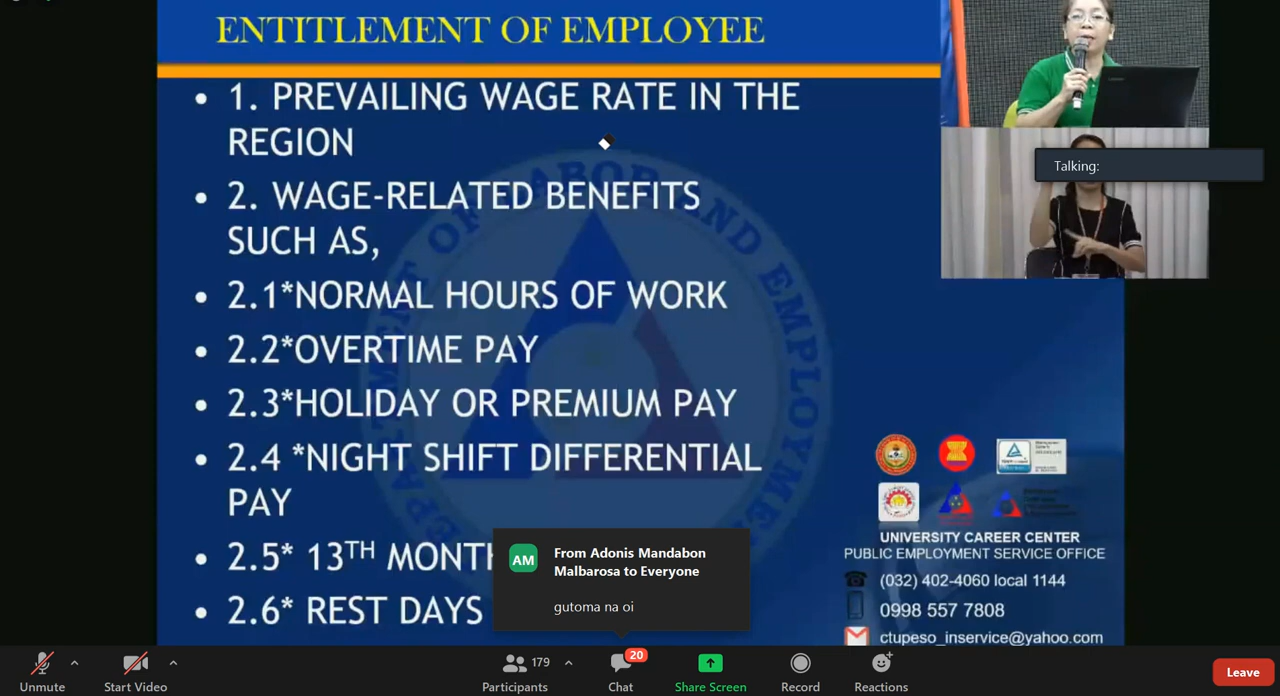 ENTITLEMENT OF EMPLOYEE
• 1. PREVAILING WAGE RATE IN THE
REGION
• 2. WAGE-RELATED BENEFITS
SUCH AS,
• 2.1*NORMAL HOURS OF WORK
• 2.2*OVERTIME PAY
• 2.3*HOLIDAY OR PREMIUM PAY
• 2.4 *NIGHT SHIFT DIFFERENTIAL
PAY
• 2.5* 13TH MONTH
• 2.6* REST DAYS
Talking:
UNIVERSITY CAREER CENTER
PUBLIC EMPLOYMENT SERVICE OFFICE
(032) 402-4060 local 1144
0998 557 7808
ctupeso_inservice@yahoo.com
AM
From Adonis Mandabon
Malbarosa to Everyone
gutoma na oi
Unmute
Start Video
179
Participants
20
Chat
Share Screen
Record
Reactions
Leave